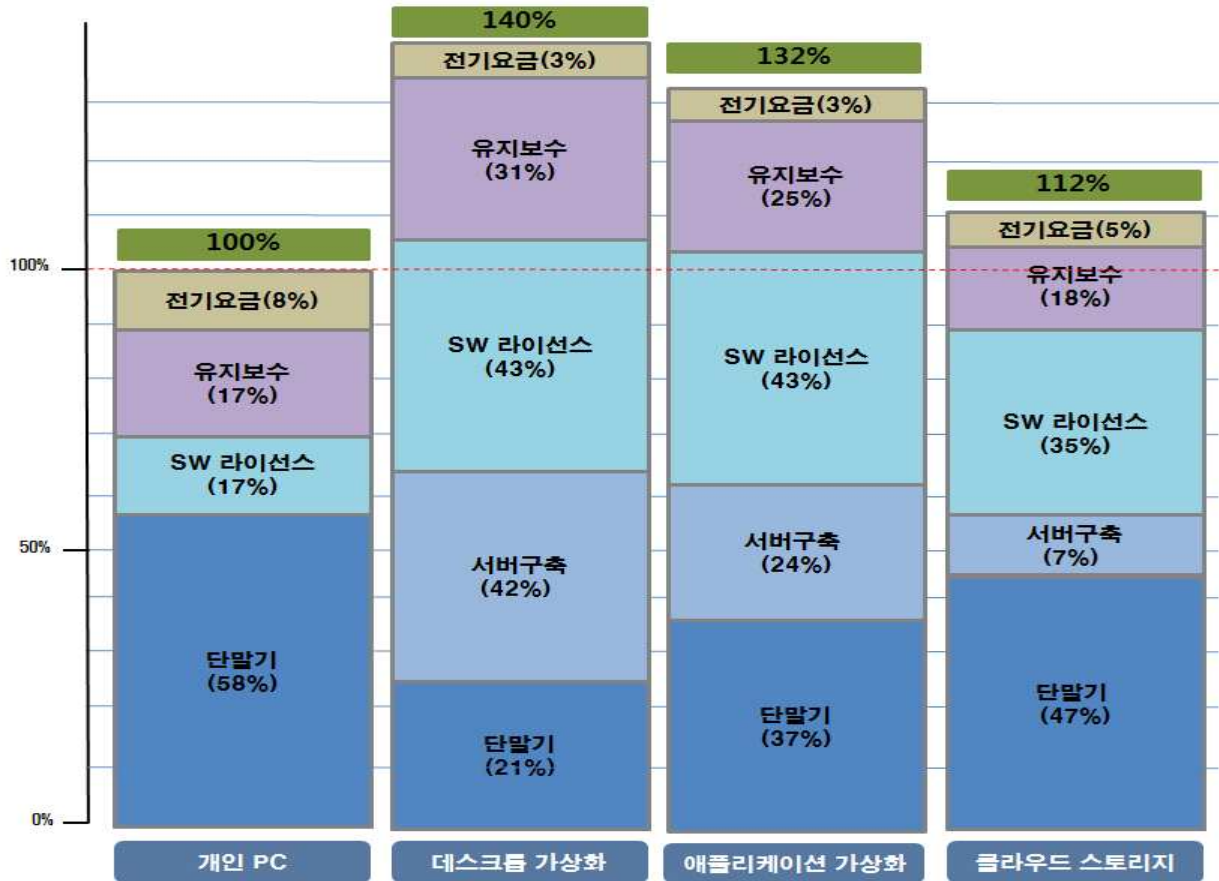 100%
50%
0%
100%
전기요금(8%)
유지보수
(17%)
SW 라이선스
(17%)
단말기
(58%)
개인 PC
140%
전기요금(3%)
유지보수
(31%)
SW 라이선스
(43%)
서버구축
(42%)
단말기
(21%)
데스크톱 가상화
132%
전기요금(3%)
유지보수
(25%)
SW 라이선스
(43%)
서버구축
(24%)
단말기
(37%)
애플리케이션 가상화
112%
전기요금(5%)
유지보수
(18%)
SW 라이선스
(35%)
서버구축
(7%)
단말기
(47%)
클라우드 스토리지